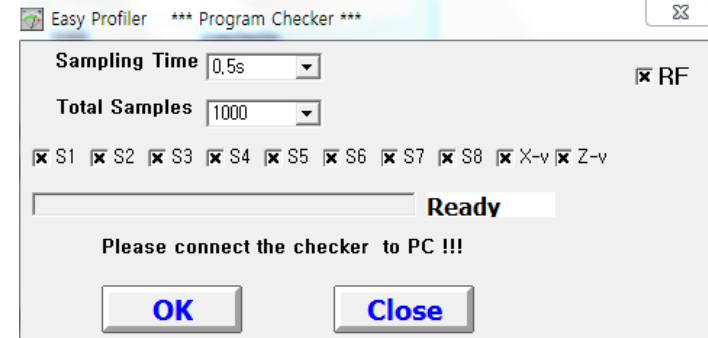 Easy Profiler *** Program Checker ***
Sampling Time 0,5s
RF
Total Samples 1000
S1 S2 S3 S4 S5 S6 S7 S8 X-v Z-v
Ready
Please connect the checker to PC !!!
OK Close